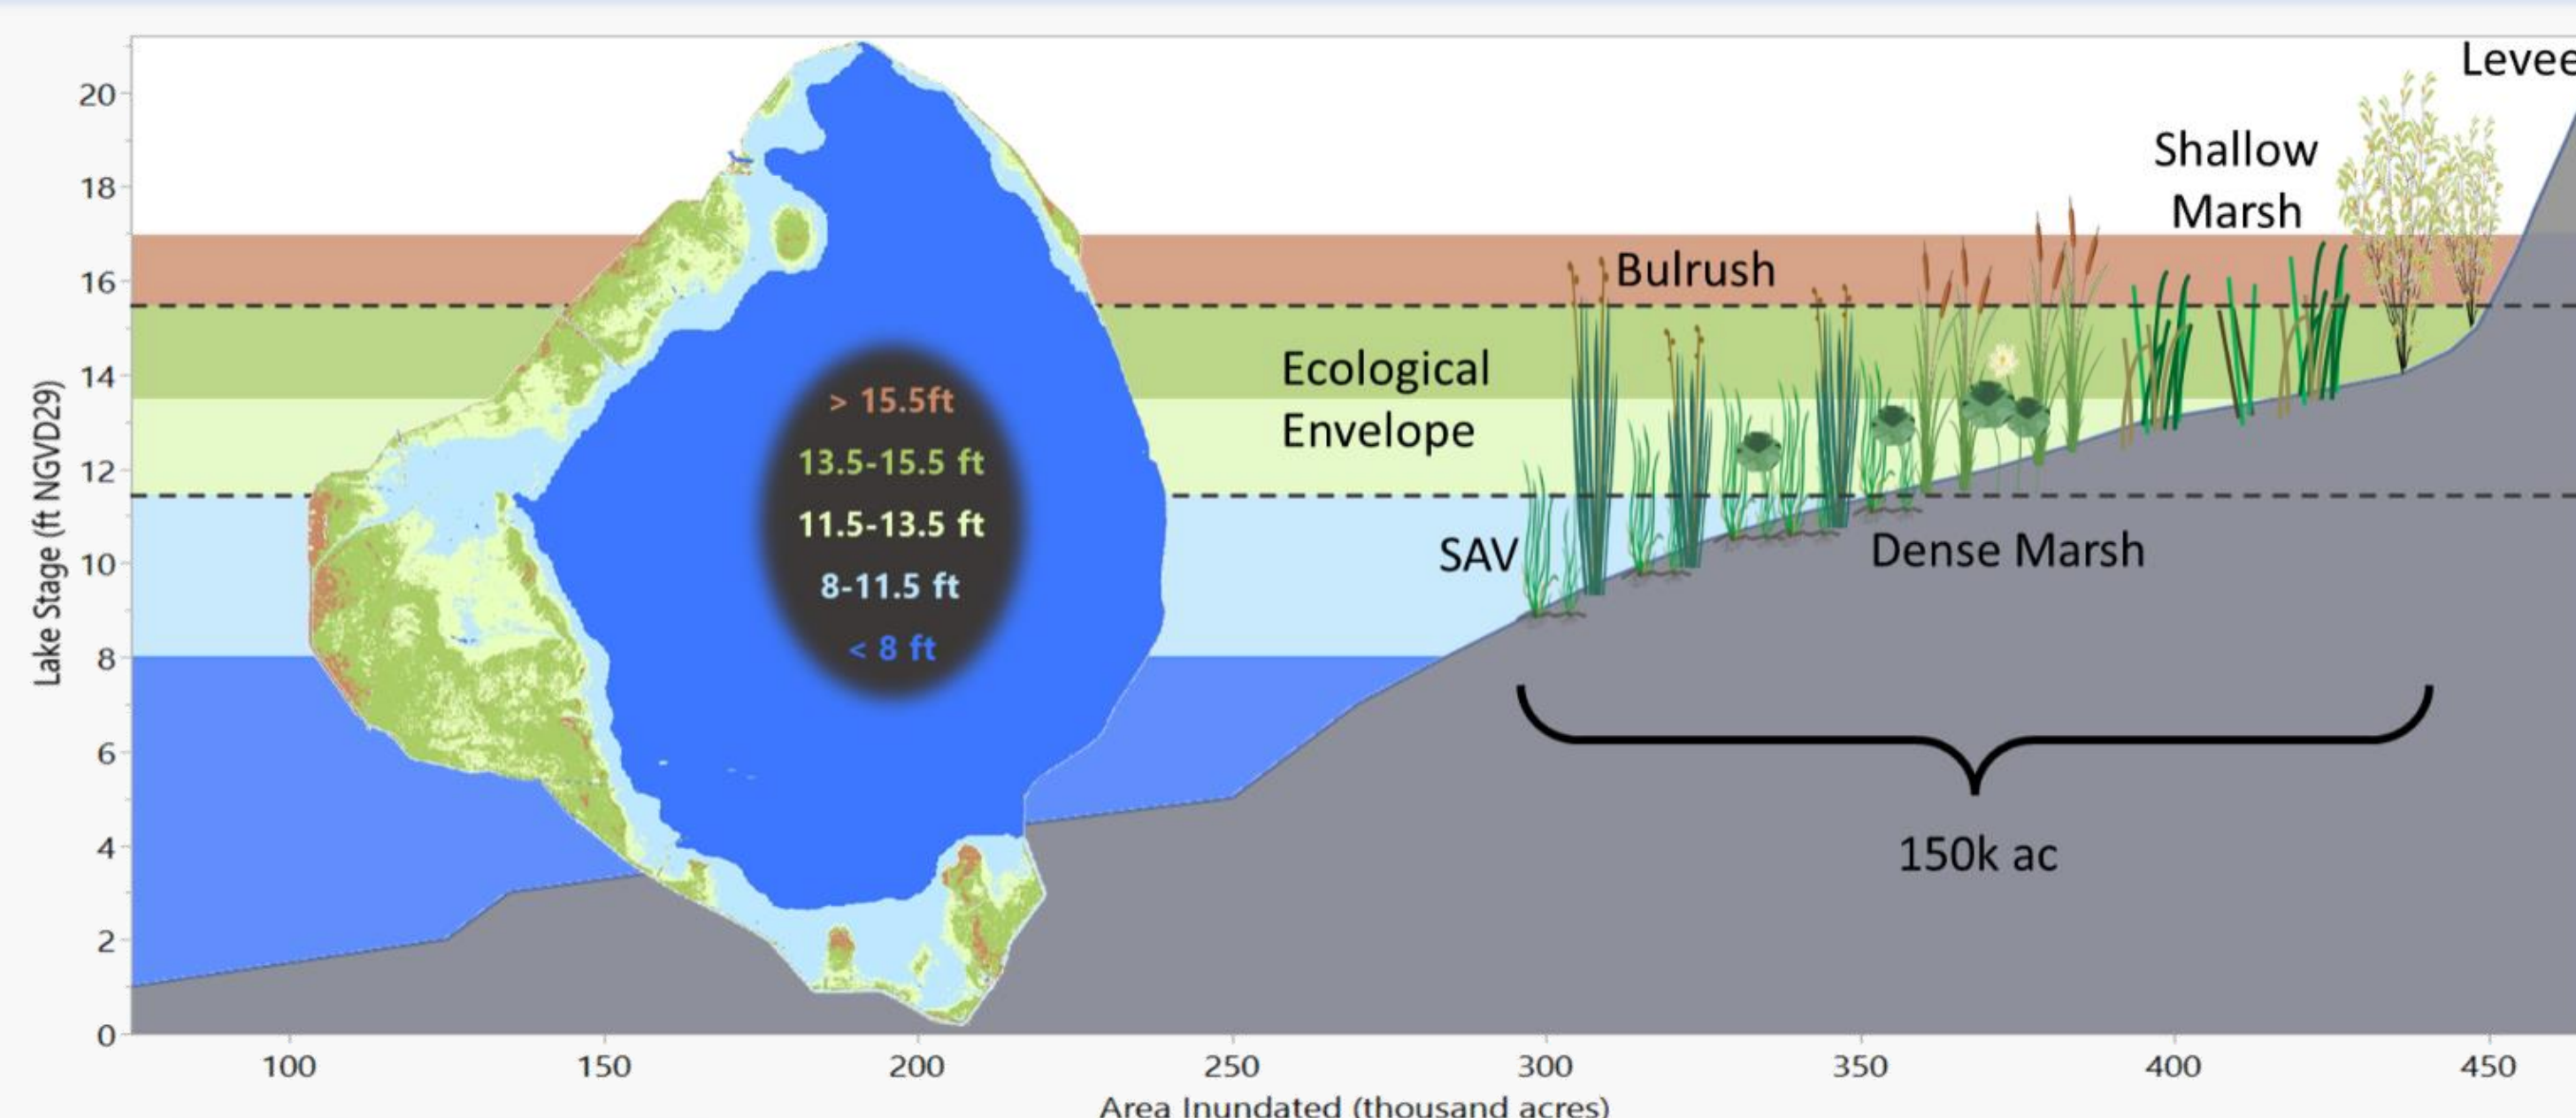 Levee
20
Shallow
Marsh
18
16
Bulrush
Ecological
Envelope
14
12
10
8
6
4
2
0
Lake Stage (ft NGVD29)
> 15.5ft
13.5-15.5 ft
11.5-13.5 ft
8-11.5 ft
< 8 ft
SAV
Dense Marsh
150k ac
100 150 200 250 300 350 400 450
Area Inundated (thousand acres)